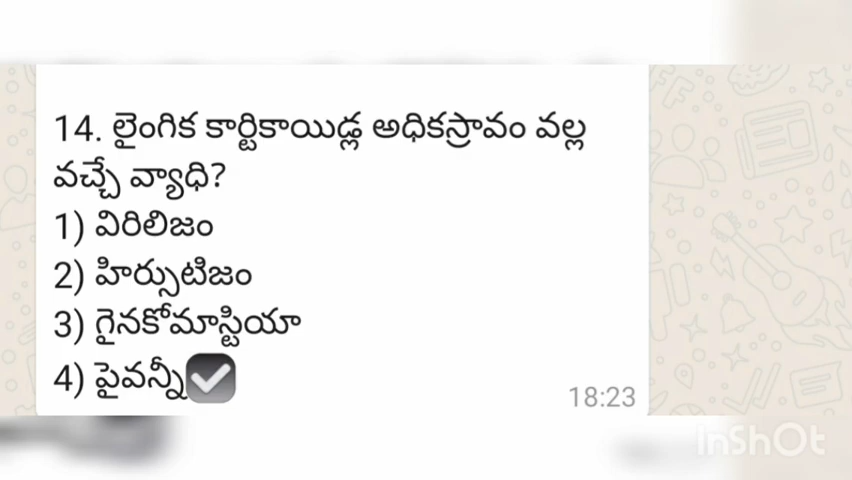 14. లైంగిక కార్టికాయిడ్ల అధికస్రావం వల్ల
వచ్చే వ్యాధి?
1) విరిలిజం
2) హిర్సుటిజం
3) గైనకోమాస్టియా
4) పైవన్నీ✔
18:23
InShOt